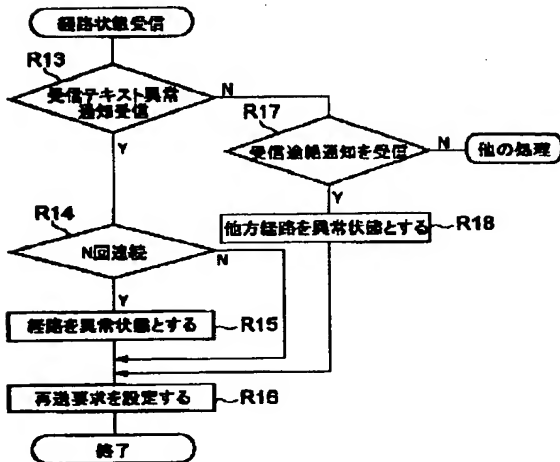 経路状態受信
R13
受信テキスト異常
通知受信
N
Y
R17
受信途絶通知を受信
N
他の処理
Y
R14
N回連続
N
Y
他方経路を異常状態とする
R18
経路を異常状態とする
R15
再送要求を設定する
R16
終了